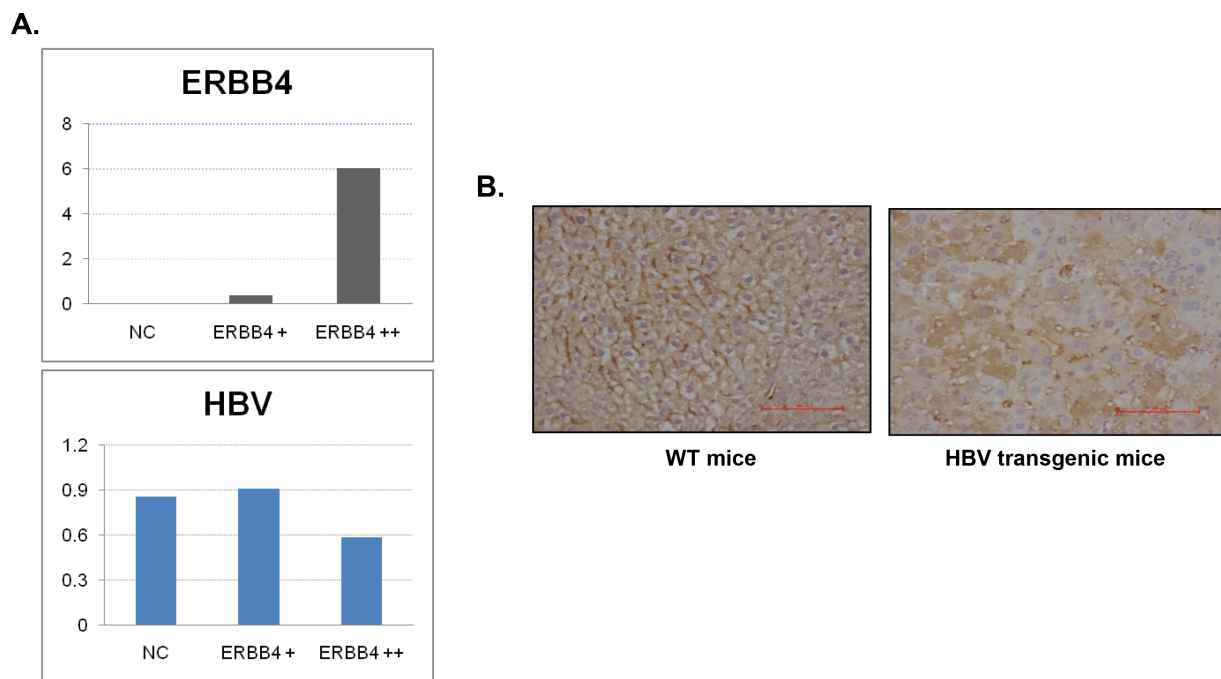 A.
ERBB4
8
6
4
2
0
NC ERBB4 + ERBB4 ++
HBV
1.2
0.9
0.6
0.3
0
NC ERBB4 + ERBB4 ++
B.
WT mice HBV transgenic mice